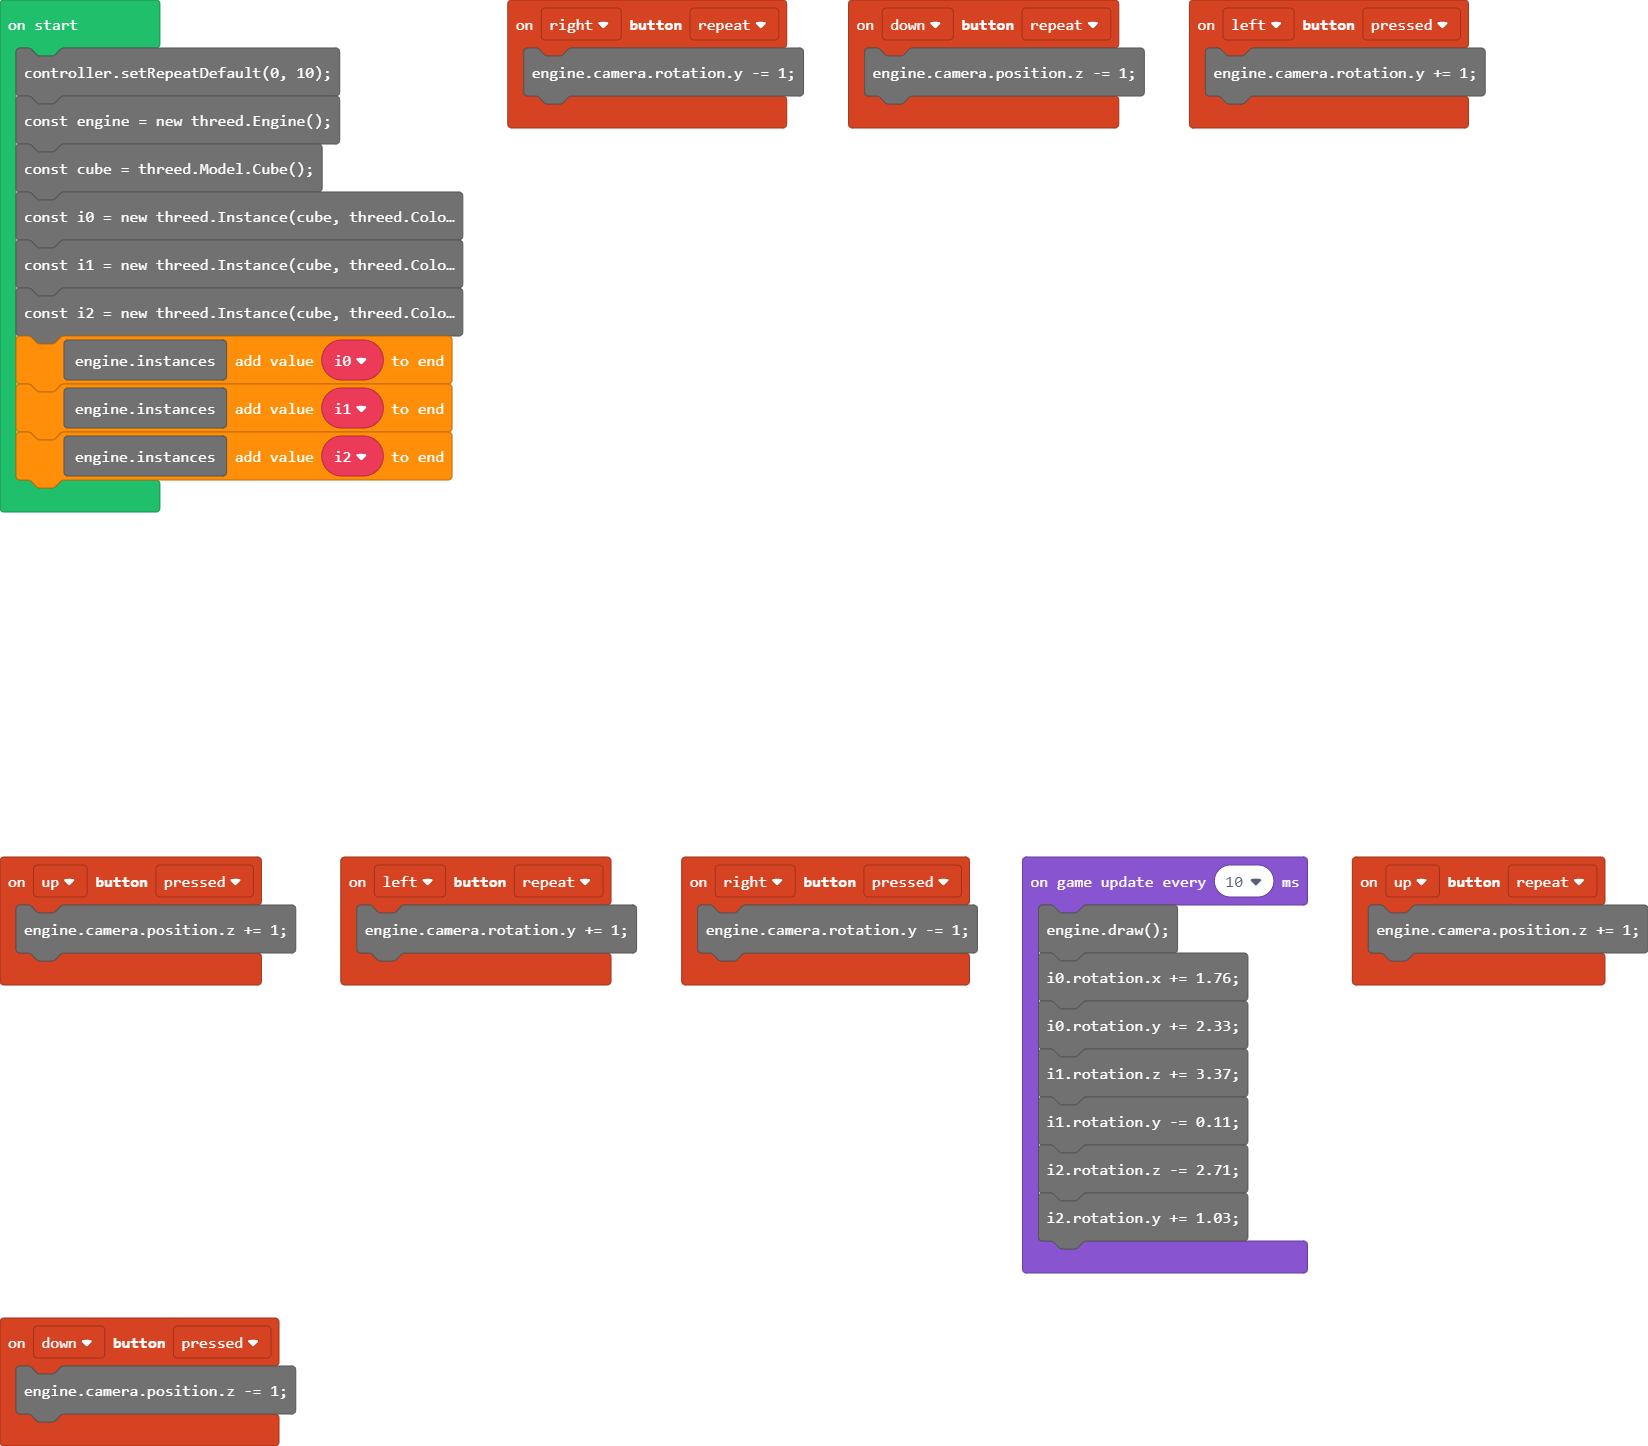 on start
controller.setRepeatDefault(0, 10);
const engine = new threed.Engine();
const cube = threed.Model.Cube();
const i0 = new threed.Instance(cube, threed.Colo…
const i1 = new threed.Instance(cube, threed.Colo…
const i2 = new threed.Instance(cube, threed.Colo…
engine.instances add value i0 to end
engine.instances add value i1 to end
engine.instances add value i2 to end
on right button repeat
engine.camera.rotation.y -= 1;
on down button repeat
engine.camera.position.z -= 1;
on left button pressed
engine.camera.rotation.y += 1;
on up button pressed
engine.camera.position.z += 1;
on left button repeat
engine.camera.rotation.y += 1;
on right button pressed
engine.camera.rotation.y -= 1;
on game update every 10 ms
engine.draw();
i0.rotation.x += 1.76;
i0.rotation.y += 2.33;
i1.rotation.z += 3.37;
i1.rotation.y -= 0.11;
i2.rotation.z -= 2.71;
i2.rotation.y += 1.03;
on up button repeat
engine.camera.position.z += 1;
on down button pressed
engine.camera.position.z -= 1;